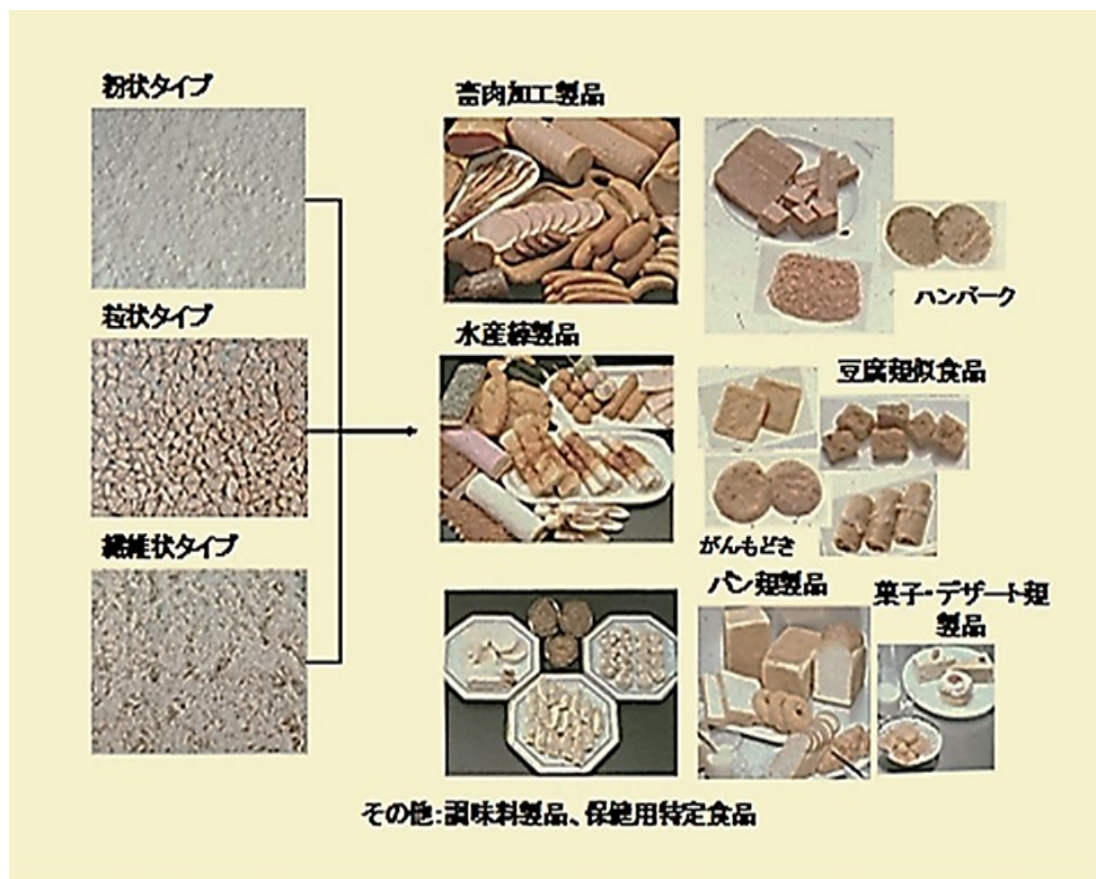 粉状タイプ
畜肉加工製品
ハンバーク
粒状タイプ
水産練製品
豆腐類似食品
がんもどき
繊維状タイプ
パン類製品
菓子・デザート類
製品
その他:調味料製品、保健用特定食品